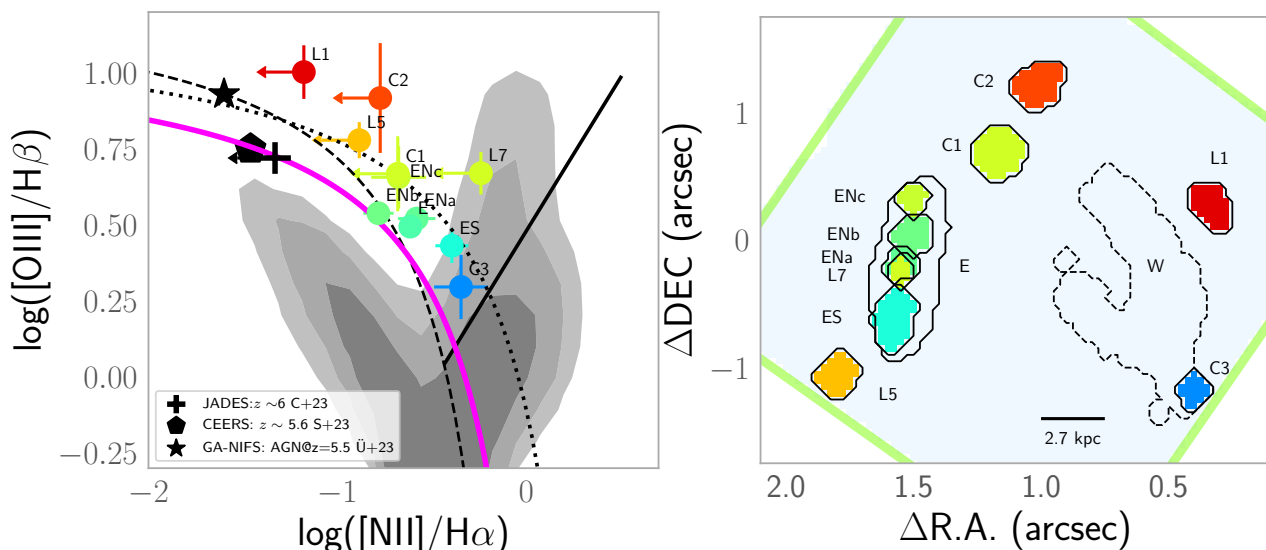 L1
C2
L5
C1
L7
ENc
ENb
ENa
E
ES
C3
1.00
0.75
0.50
0.25
0.00
−0.25
log([OIII]/Hβ)
JADES:z ∼6 C+23
CEERS: z ∼ 5.6 S+23
GA-NIFS: AGN@z=5.5 Ü+23
−2
−1
0
log([NII]/Hα)
C2
C1
L1
ENc
ENb
ENa
L7
E
W
ES
L5
C3
2.7 kpc
1
0
−1
ΔDEC (arcsec)
2.0
1.5
1.0
0.5
ΔR.A. (arcsec)